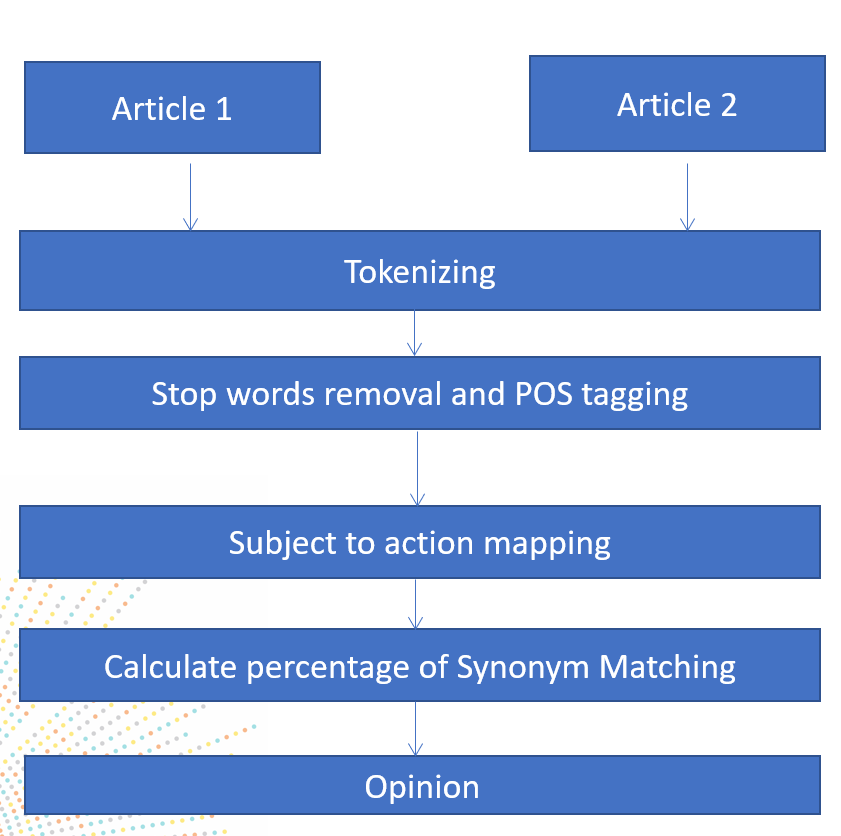 Article 1
Article 2
Tokenizing
Stop words removal and POS tagging
Subject to action mapping
Calculate percentage of Synonym Matching
Opinion